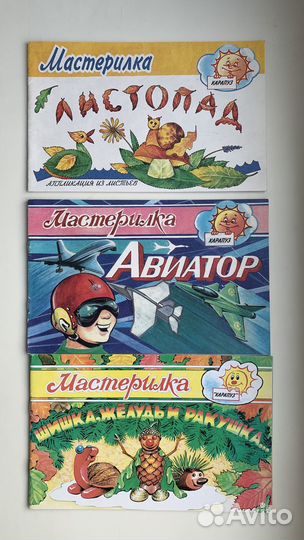 Мастерилка
КАРАПУЗ
ЛИСТОПАД
АППЛИКАЦИЯ ИЗ ЛИСТЬЕВ
Мастерилка
КАРАПУЗ
АВИАТОР
Мастерилка
"КАРАПУЗ"
ШИШКА, ЖЕЛУДЬ И РАКУШКА
Avito